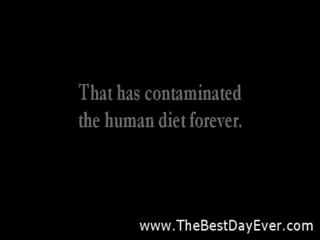 That has contaminated
the human diet forever.
www.TheBestDayEver.com